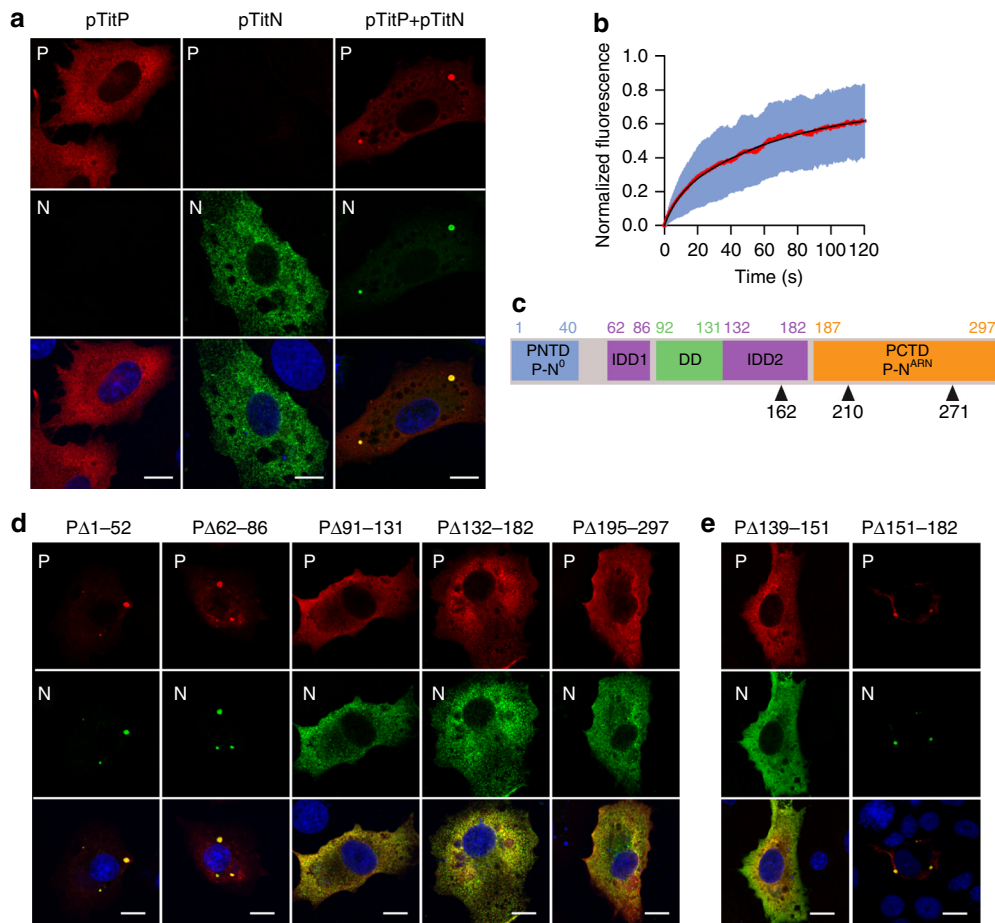 a
pTitP pTitN pTitP+pTitN
P
N
b
Normalized fluorescence
1.0
0.8
0.6
0.4
0.2
0.0
0 20 40 60 80 100 120
Time (s)
N
c
1 40 62 86 92 131 132 182 187 297
PNTD
P-N⁰
IDD1
DD
IDD2
PCTD
P-Nᴬᴿᴺ
162 210 271
P
N
d
PΔ1–52 PΔ62–86 PΔ91–131 PΔ132–182 PΔ195–297
P P P P P
N N N N N
e
PΔ139–151 PΔ151–182
P P
N N